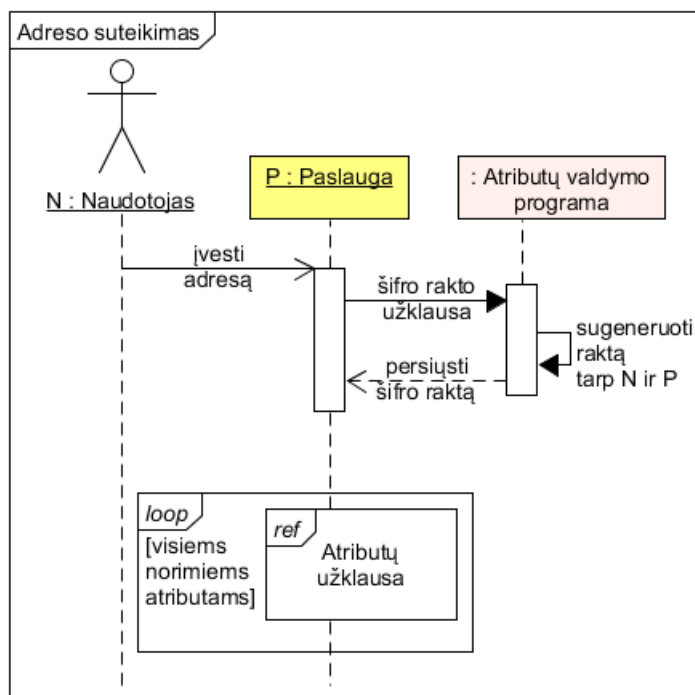 Adreso suteikimas
N : Naudotojas
P : Paslauga
: Atributų valdymo
programa
įvesti
adresą
šifro rakto
užklausa
sugeneruoti
raktą
tarp N ir P
persiųsti
šifro raktą
loop
[visiems
norimiems
atributams]
ref
Atributų
užklausa